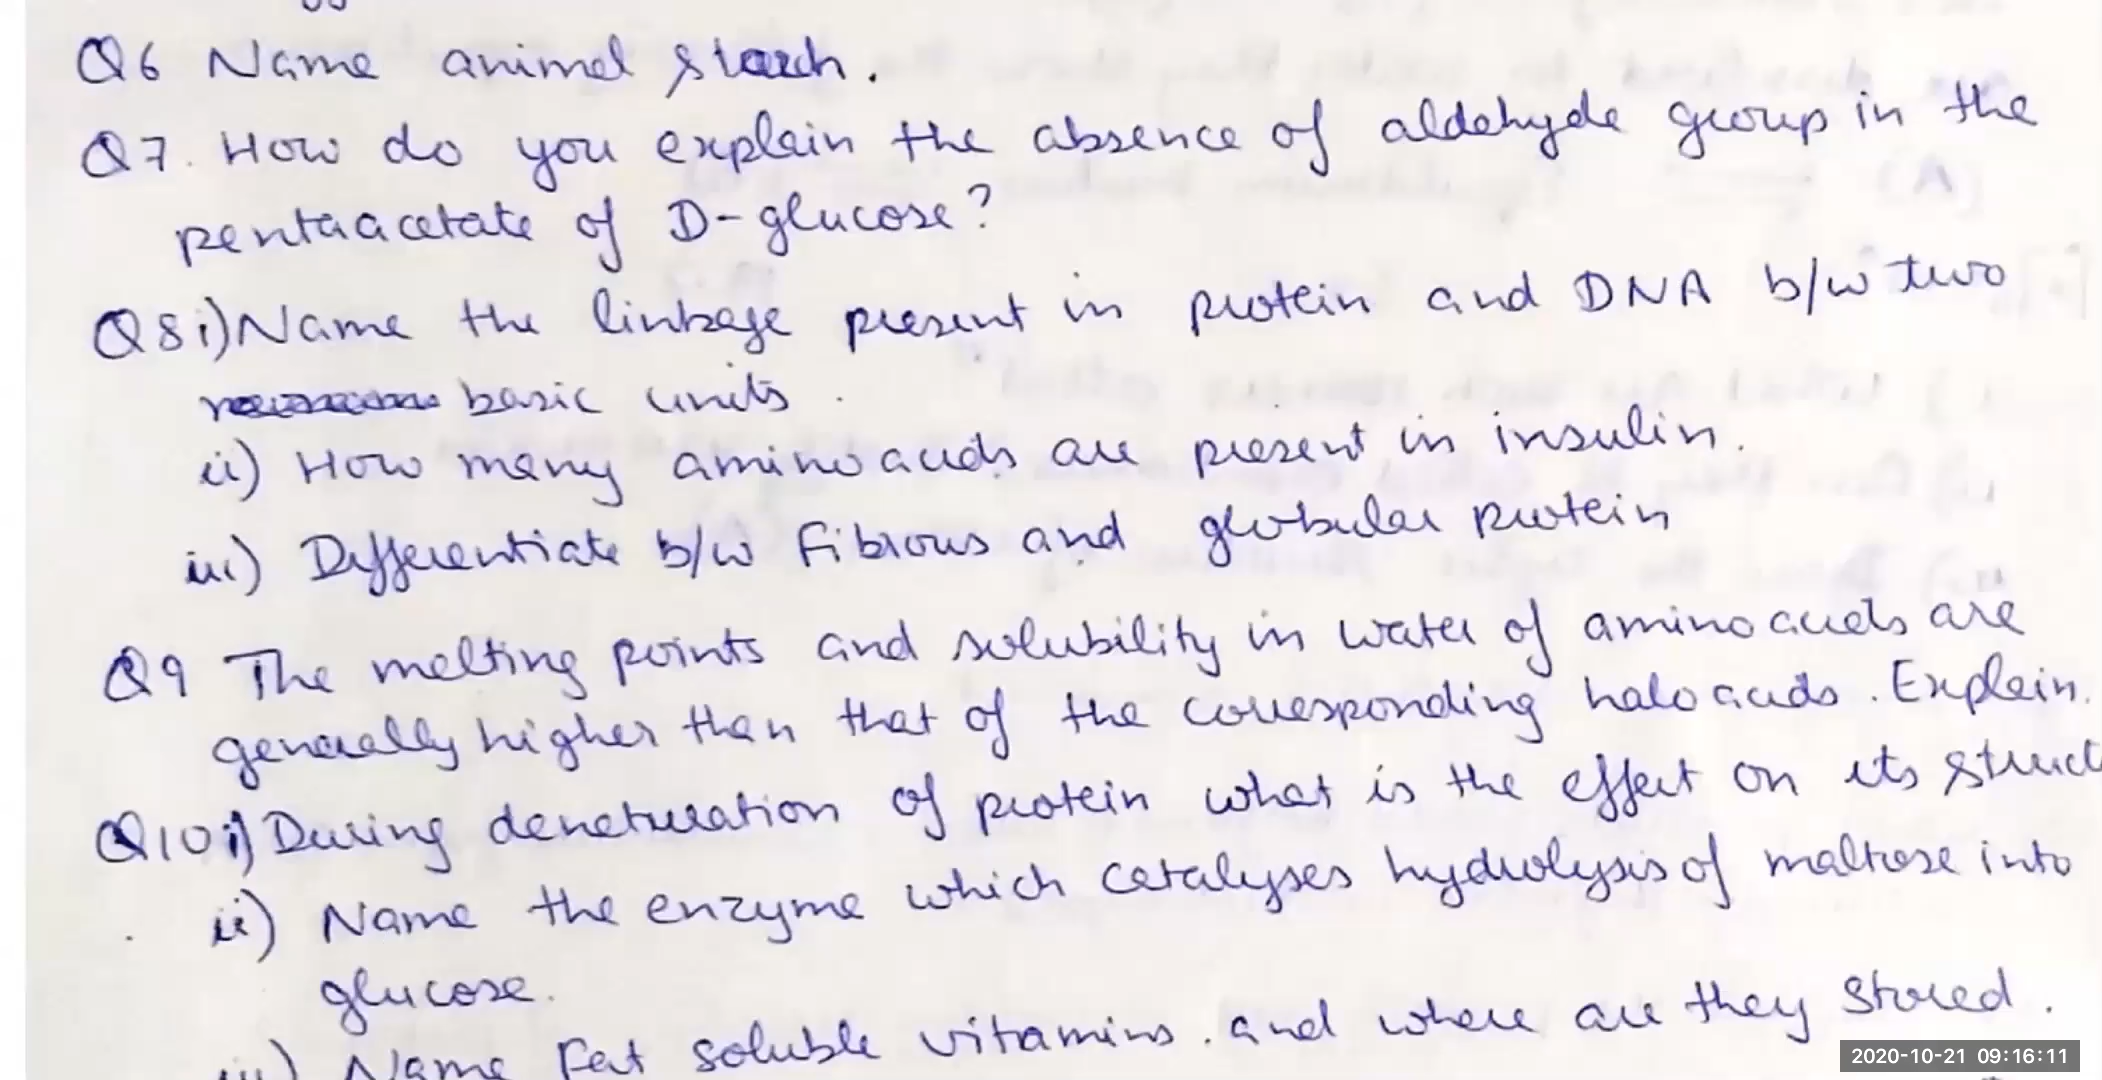 Q6 Name animal starch.
Q7. How do you explain the absence of aldehyde group in the
pentaacetate of D-glucose?
Q8 i) Name the linkage present in protein and DNA b/w two
basic units.
ii) How many amino acids are present in insulin.
iii) Differentiate b/w Fibrous and globular protein
Q9 The melting points and solubility in water of amino acids are
generally higher than that of the corresponding halo acids. Explain.
Q10 i) During denaturation of protein what is the effect on its struct
ii) Name the enzyme which catalyses hydrolysis of maltose into
glucose.
iii) Name Fat soluble vitamins. and where are they stored.
2020-10-21 09:16:11